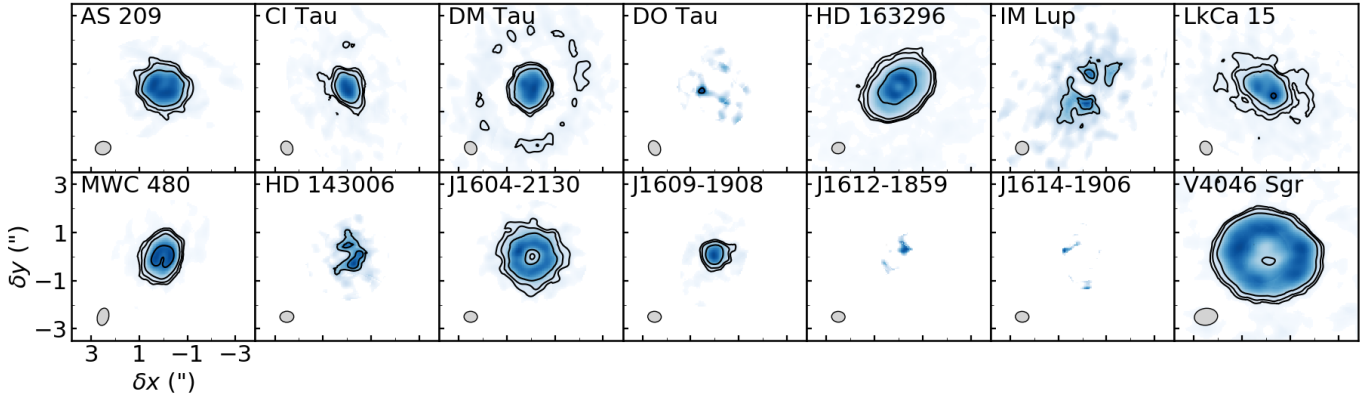 AS 209
CI Tau
DM Tau
DO Tau
HD 163296
IM Lup
LkCa 15
MWC 480
HD 143006
J1604-2130
J1609-1908
J1612-1859
J1614-1906
V4046 Sgr
3
1
−1
−3
δy (")
3 1 −1 −3
δx (")